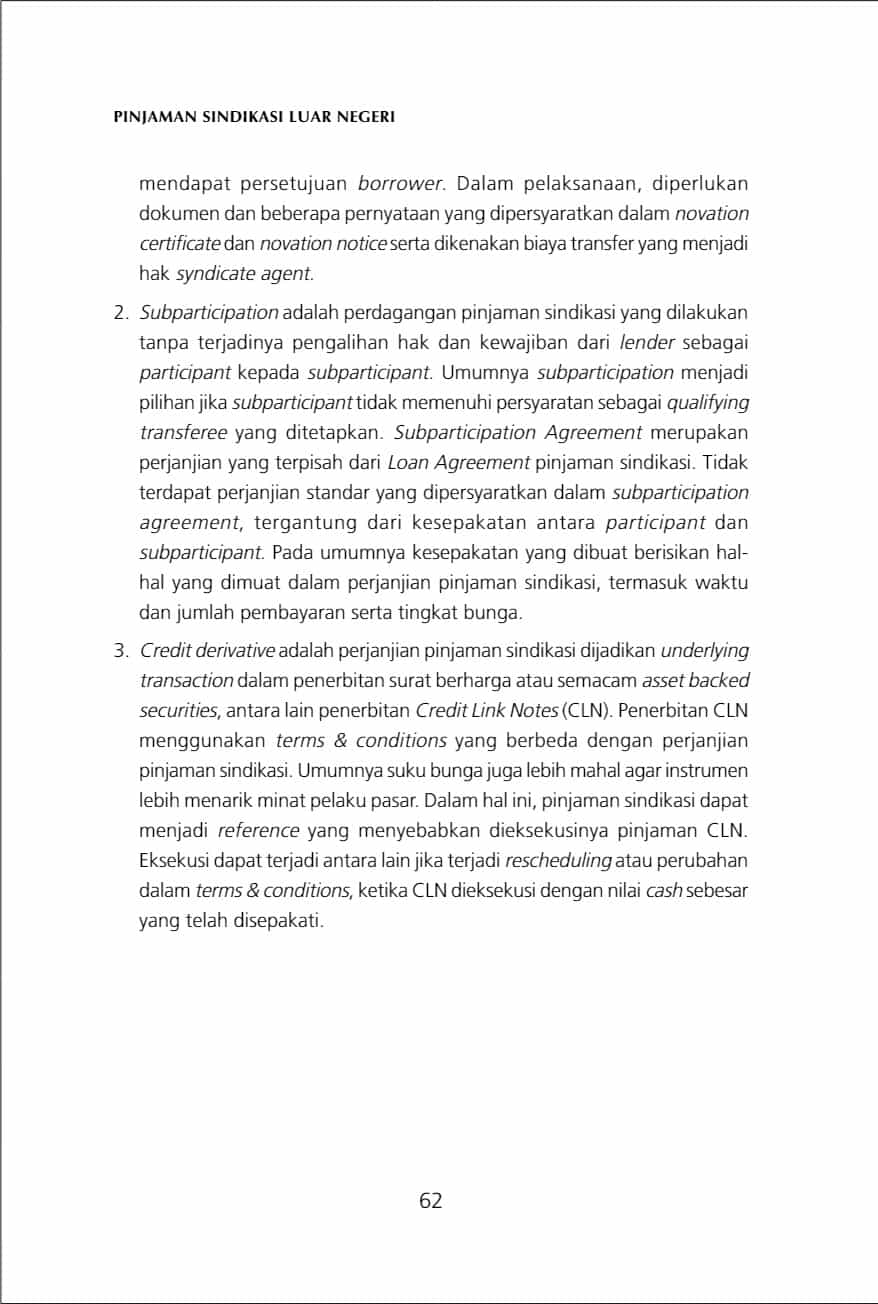 PINJAMAN SINDIKASI LUAR NEGERI
mendapat persetujuan borrower. Dalam pelaksanaan, diperlukan
dokumen dan beberapa pernyataan yang dipersyaratkan dalam novation
certificate dan novation notice serta dikenakan biaya transfer yang menjadi
hak syndicate agent.
2. Subparticipation adalah perdagangan pinjaman sindikasi yang dilakukan
tanpa terjadinya pengalihan hak dan kewajiban dari lender sebagai
participant kepada subparticipant. Umumnya subparticipation menjadi
pilihan jika subparticipant tidak memenuhi persyaratan sebagai qualifying
transferee yang ditetapkan. Subparticipation Agreement merupakan
perjanjian yang terpisah dari Loan Agreement pinjaman sindikasi. Tidak
terdapat perjanjian standar yang dipersyaratkan dalam subparticipation
agreement, tergantung dari kesepakatan antara participant dan
subparticipant. Pada umumnya kesepakatan yang dibuat berisikan hal-
hal yang dimuat dalam perjanjian pinjaman sindikasi, termasuk waktu
dan jumlah pembayaran serta tingkat bunga.
3. Credit derivative adalah perjanjian pinjaman sindikasi dijadikan underlying
transaction dalam penerbitan surat berharga atau semacam asset backed
securities, antara lain penerbitan Credit Link Notes (CLN). Penerbitan CLN
menggunakan terms & conditions yang berbeda dengan perjanjian
pinjaman sindikasi. Umumnya suku bunga juga lebih mahal agar instrumen
lebih menarik minat pelaku pasar. Dalam hal ini, pinjaman sindikasi dapat
menjadi reference yang menyebabkan dieksekusinya pinjaman CLN.
Eksekusi dapat terjadi antara lain jika terjadi rescheduling atau perubahan
dalam terms & conditions, ketika CLN dieksekusi dengan nilai cash sebesar
yang telah disepakati.
62